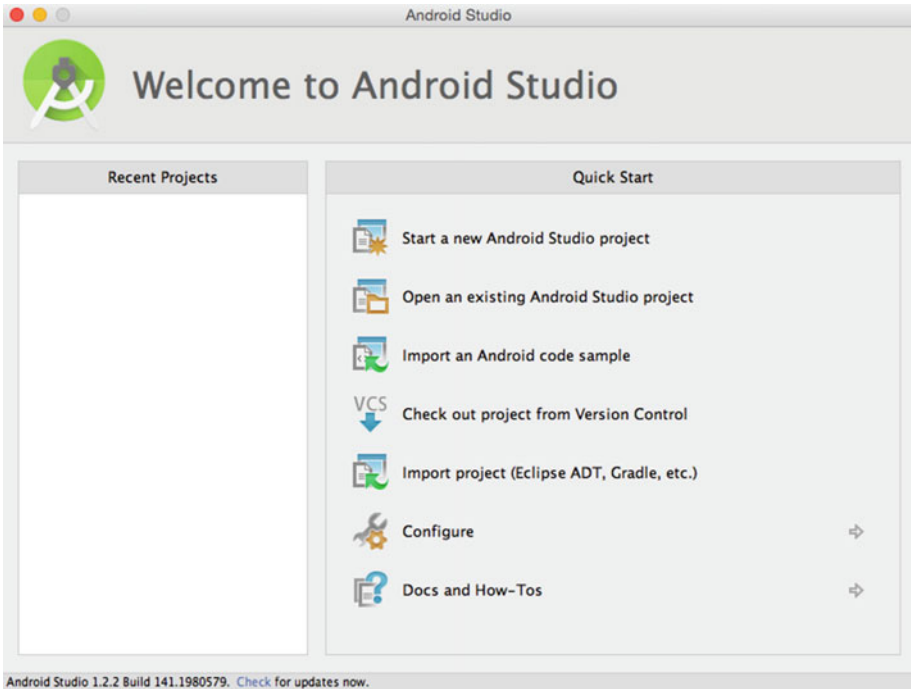 Android Studio
Welcome to Android Studio
Recent Projects
Quick Start
Start a new Android Studio project
Open an existing Android Studio project
Import an Android code sample
VCS
Check out project from Version Control
Import project (Eclipse ADT, Gradle, etc.)
Configure
Docs and How-Tos
Android Studio 1.2.2 Build 141.1980579. Check for updates now.